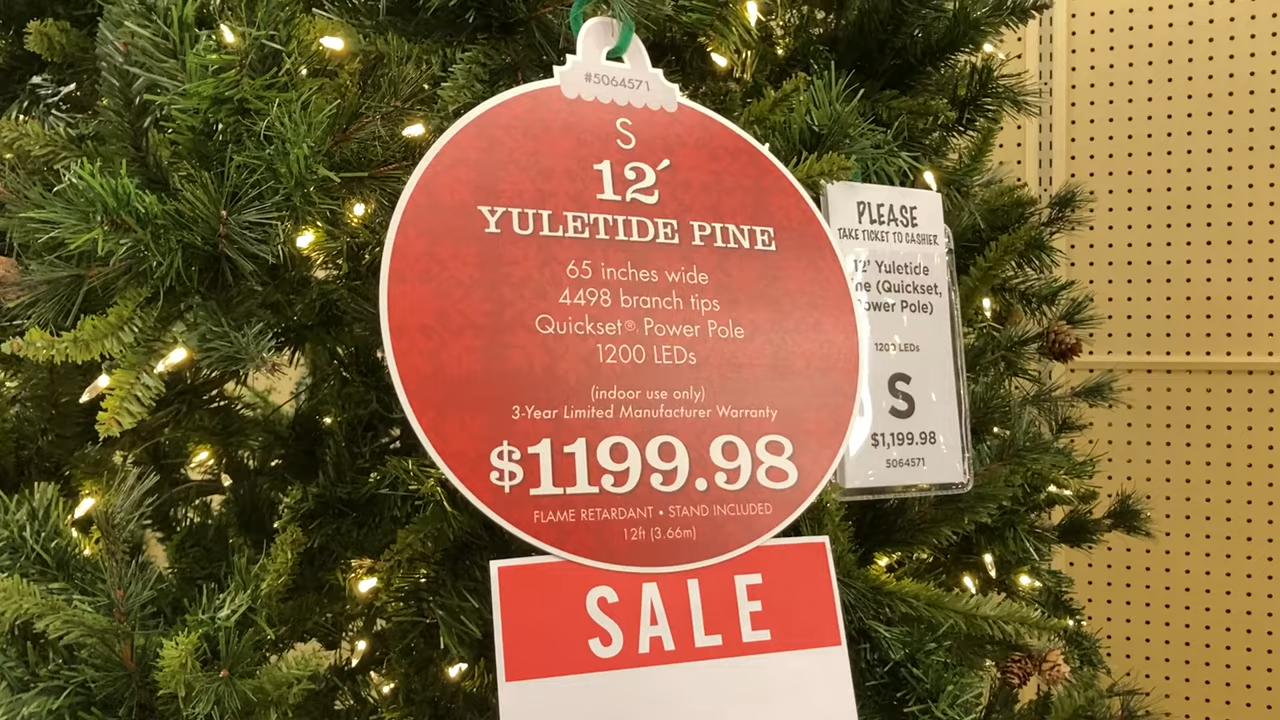 #5064571
S
12′
YULETIDE PINE
65 inches wide
4498 branch tips
Quickset® Power Pole
1200 LEDs
(indoor use only)
3-Year Limited Manufacturer Warranty
$1199.98
FLAME RETARDANT • STAND INCLUDED
12ft (3.66m)
SALE
PLEASE
TAKE TICKET TO CASHIER
12' Yuletide
(Quickset,
Pole)
1200 LEDs
S
$1,199.98
5064571